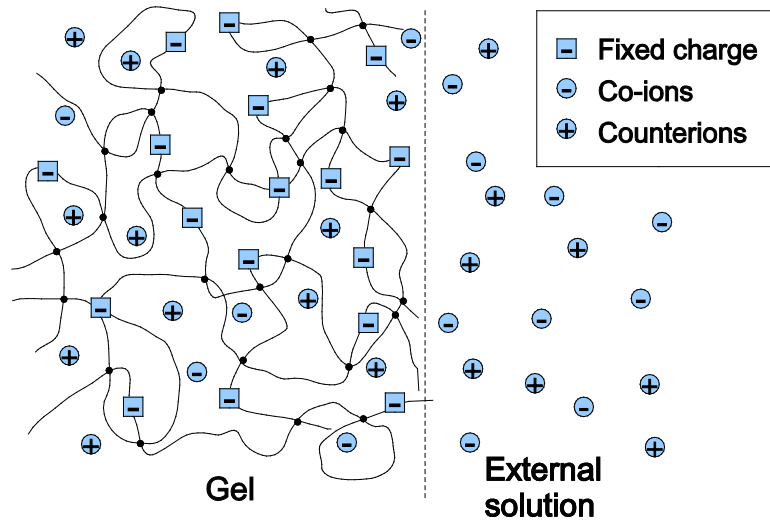 Fixed charge
Co-ions
Counterions
Gel
External
solution